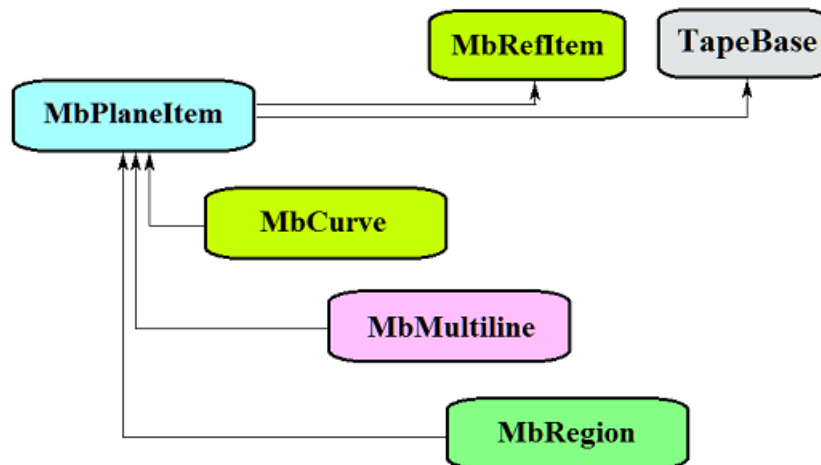 MbRefItem
TapeBase
MbPlaneItem
MbCurve
MbMultiline
MbRegion